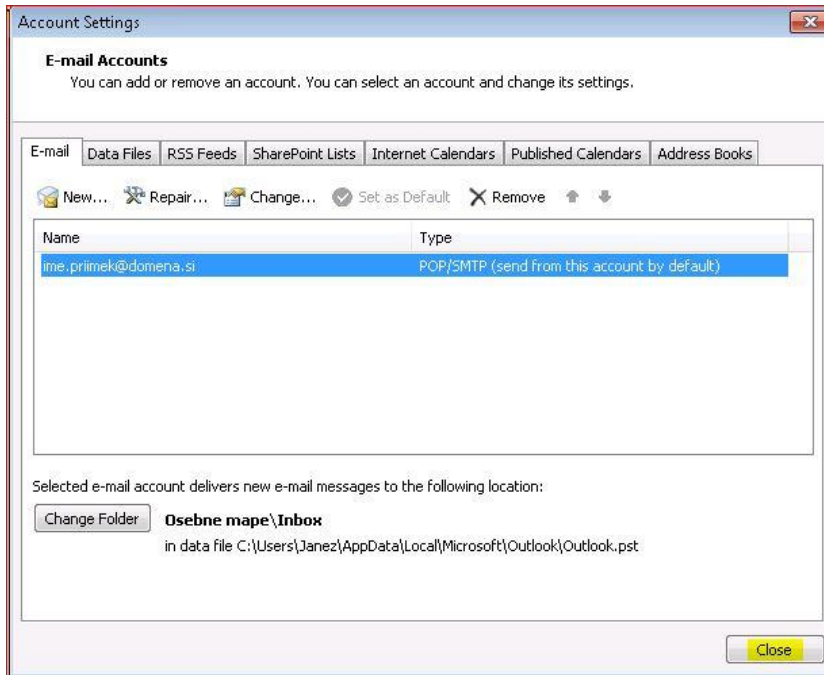 Account Settings
E-mail Accounts
You can add or remove an account. You can select an account and change its settings.
E-mail Data Files RSS Feeds SharePoint Lists Internet Calendars Published Calendars Address Books
New... Repair... Change... Set as Default Remove
Name Type
ime.priimek@domena.si POP/SMTP (send from this account by default)
Selected e-mail account delivers new e-mail messages to the following location:
Change Folder Osebne mape\Inbox
in data file C:\Users\Janez\AppData\Local\Microsoft\Outlook\Outlook.pst
Close